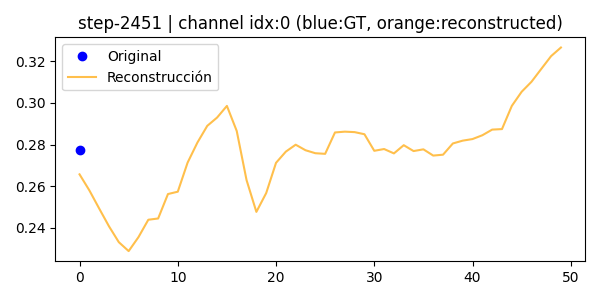 step-2451 | channel idx:0 (blue:GT, orange:reconstructed)
Original
Reconstrucción
0.32
0.30
0.28
0.26
0.24
0 10 20 30 40 50